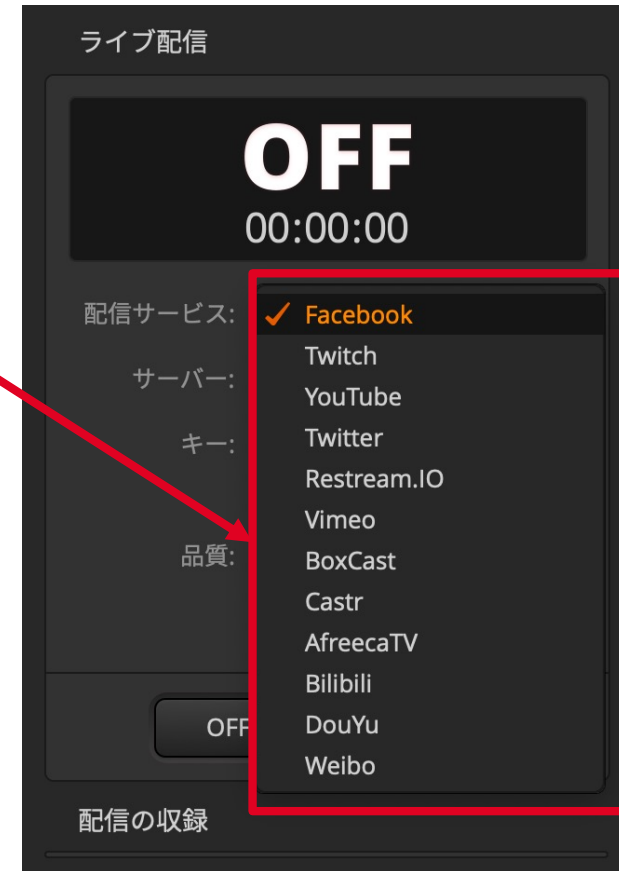 ライブ配信
OFF
00:00:00
配信サービス:
✓ Facebook
Twitch
サーバー:
YouTube
キー:
Twitter
Restream.IO
Vimeo
品質:
BoxCast
Castr
AfreecaTV
Bilibili
OFF
DouYu
Weibo
配信の収録